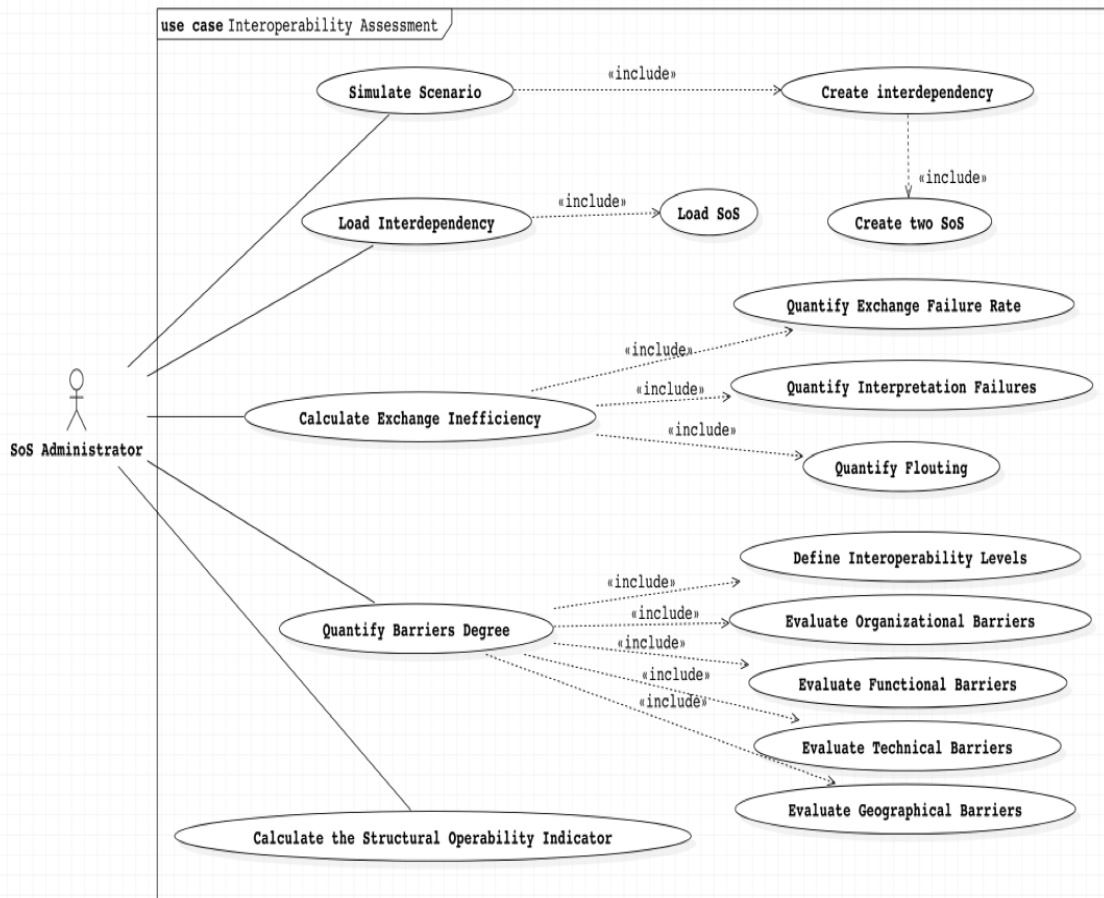 use case Interoperability Assessment
Simulate Scenario
«include»
Create interdependency
«include»
Load Interdependency
«include»
Load SoS
Create two SoS
SoS Administrator
Calculate Exchange Inefficiency
«include»
Quantify Exchange Failure Rate
«include»
Quantify Interpretation Failures
«include»
Quantify Flouting
Quantify Barriers Degree
«include»
Define Interoperability Levels
«include»
Evaluate Organizational Barriers
«include»
Evaluate Functional Barriers
«include»
Evaluate Technical Barriers
«include»
Evaluate Geographical Barriers
Calculate the Structural Operability Indicator